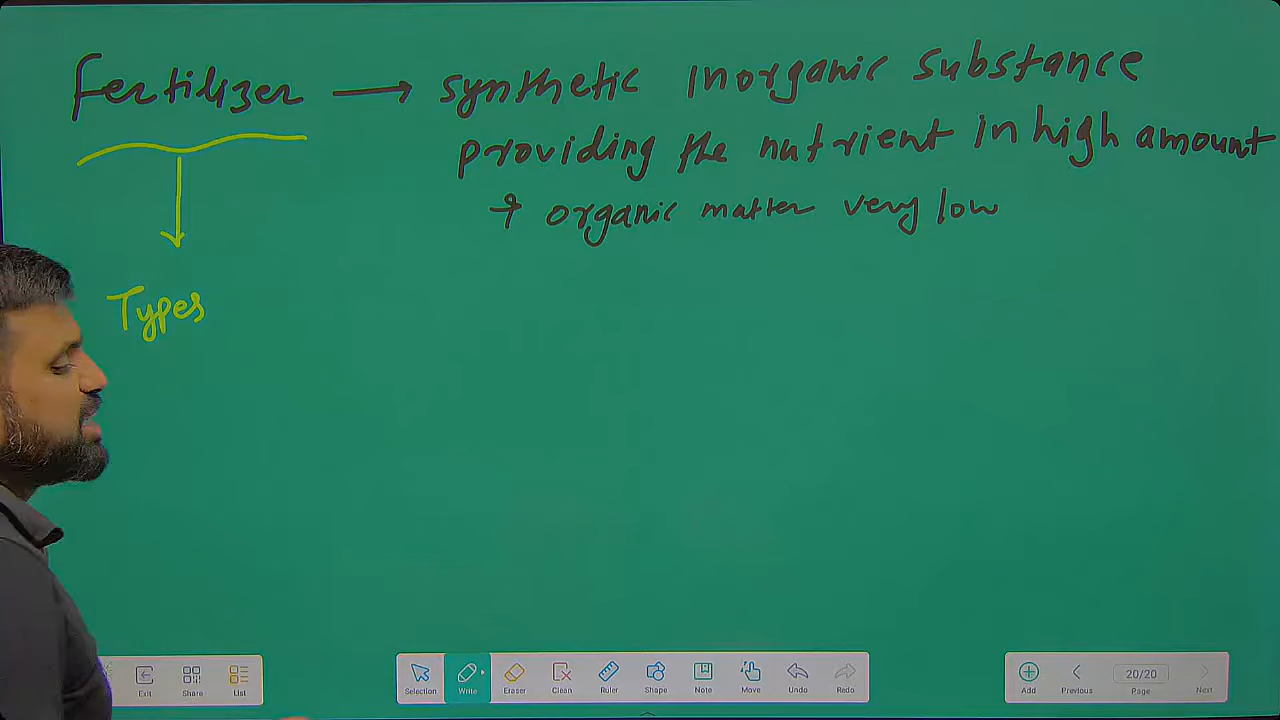 Fertilizer → synthetic inorganic substance
providing the nutrient in high amount
+ organic matter very low
Types
Exit
Share
List
Selection
Write
Eraser
Clean
Ruler
Shape
Note
Move
Undo
Redo
Add
Previous
20/20
Page
Next